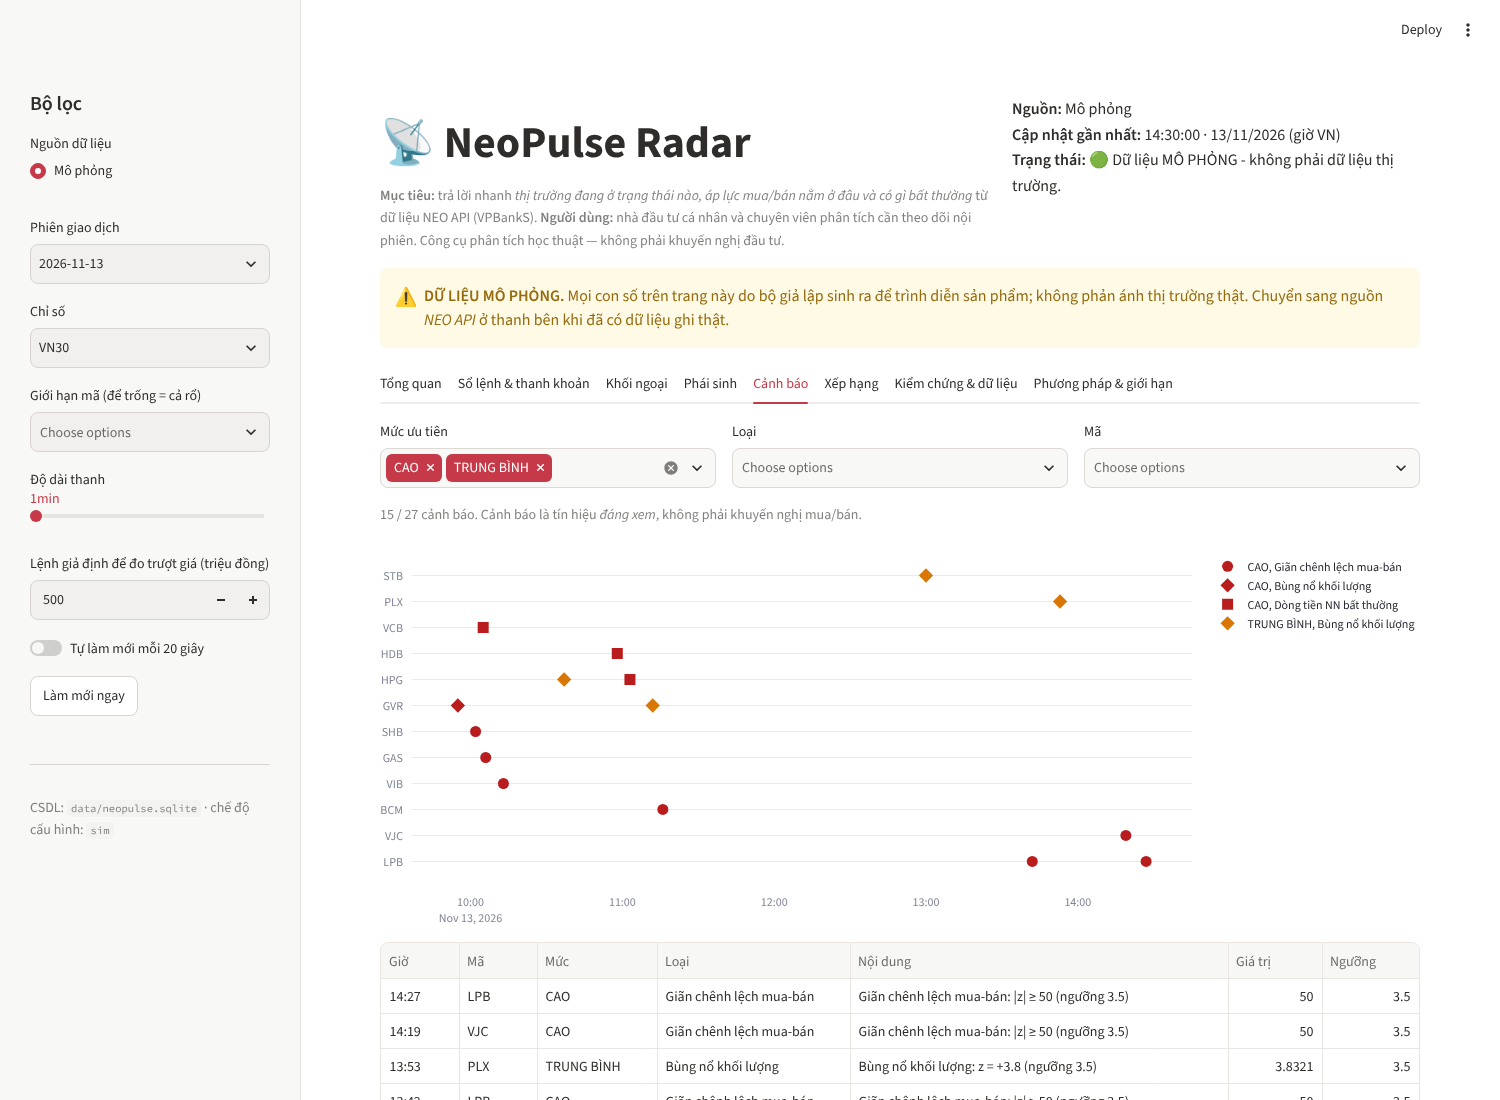 Deploy
Bộ lọc
Nguồn dữ liệu
Mô phỏng
Phiên giao dịch
2026-11-13
Chỉ số
VN30
Giới hạn mã (để trống = cả rổ)
Choose options
Độ dài thanh
1min
Lệnh giả định để đo trượt giá (triệu đồng)
500
Tự làm mới mỗi 20 giây
Làm mới ngay
CSDL: data/neopulse.sqlite · chế độ
cấu hình: sim
NeoPulse Radar
Mục tiêu: trả lời nhanh thị trường đang ở trạng thái nào, áp lực mua/bán nằm ở đâu và có gì bất thường từ
dữ liệu NEO API (VPBankS). Người dùng: nhà đầu tư cá nhân và chuyên viên phân tích cần theo dõi nội
phiên. Công cụ phân tích học thuật — không phải khuyến nghị đầu tư.
Nguồn: Mô phỏng
Cập nhật gần nhất: 14:30:00 · 13/11/2026 (giờ VN)
Trạng thái: 🟢 Dữ liệu MÔ PHỎNG - không phải dữ liệu thị
trường.
⚠️ DỮ LIỆU MÔ PHỎNG. Mọi con số trên trang này do bộ giả lập sinh ra để trình diễn sản phẩm; không phản ánh thị trường thật. Chuyển sang nguồn
NEO API ở thanh bên khi đã có dữ liệu ghi thật.
Tổng quan Sổ lệnh & thanh khoản Khối ngoại Phái sinh Cảnh báo Xếp hạng Kiểm chứng & dữ liệu Phương pháp & giới hạn
Mức ưu tiên Loại Mã
CAO × TRUNG BÌNH × Choose options Choose options
15 / 27 cảnh báo. Cảnh báo là tín hiệu đáng xem, không phải khuyến nghị mua/bán.
CAO, Giãn chênh lệch mua-bán
CAO, Bùng nổ khối lượng
CAO, Dòng tiền NN bất thường
TRUNG BÌNH, Bùng nổ khối lượng
STB
PLX
VCB
HDB
HPG
GVR
SHB
GAS
VIB
BCM
VJC
LPB
10:00 11:00 12:00 13:00 14:00
Nov 13, 2026
Giờ Mã Mức Loại Nội dung Giá trị Ngưỡng
14:27 LPB CAO Giãn chênh lệch mua-bán Giãn chênh lệch mua-bán: |z| ≥ 50 (ngưỡng 3.5) 50 3.5
14:19 VJC CAO Giãn chênh lệch mua-bán Giãn chênh lệch mua-bán: |z| ≥ 50 (ngưỡng 3.5) 50 3.5
13:53 PLX TRUNG BÌNH Bùng nổ khối lượng Bùng nổ khối lượng: z = +3.8 (ngưỡng 3.5) 3.8321 3.5